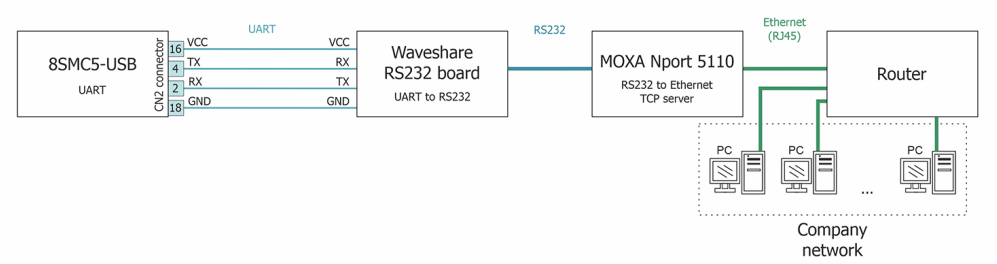 8SMC5-USB
UART
CN2 connector
16
4
2
18
VCC
TX
RX
GND
UART
VCC
RX
TX
GND
Waveshare
RS232 board
UART to RS232
RS232
MOXA Nport 5110
RS232 to Ethernet
TCP server
Ethernet
(RJ45)
Router
PC
PC
...
PC
Company
network